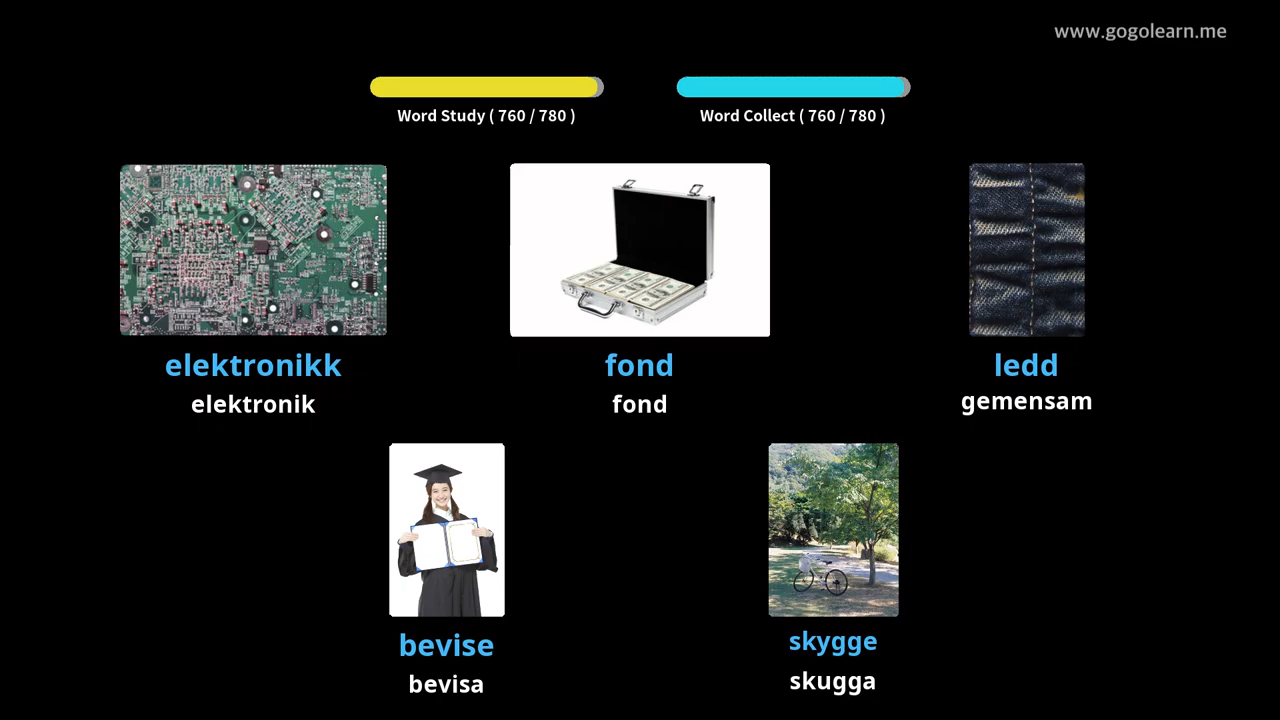 www.gogolearn.me
Word Study ( 760 / 780 )
Word Collect ( 760 / 780 )
elektronikk
elektronik
fond
fond
ledd
gemensam
bevise
bevisa
skygge
skugga